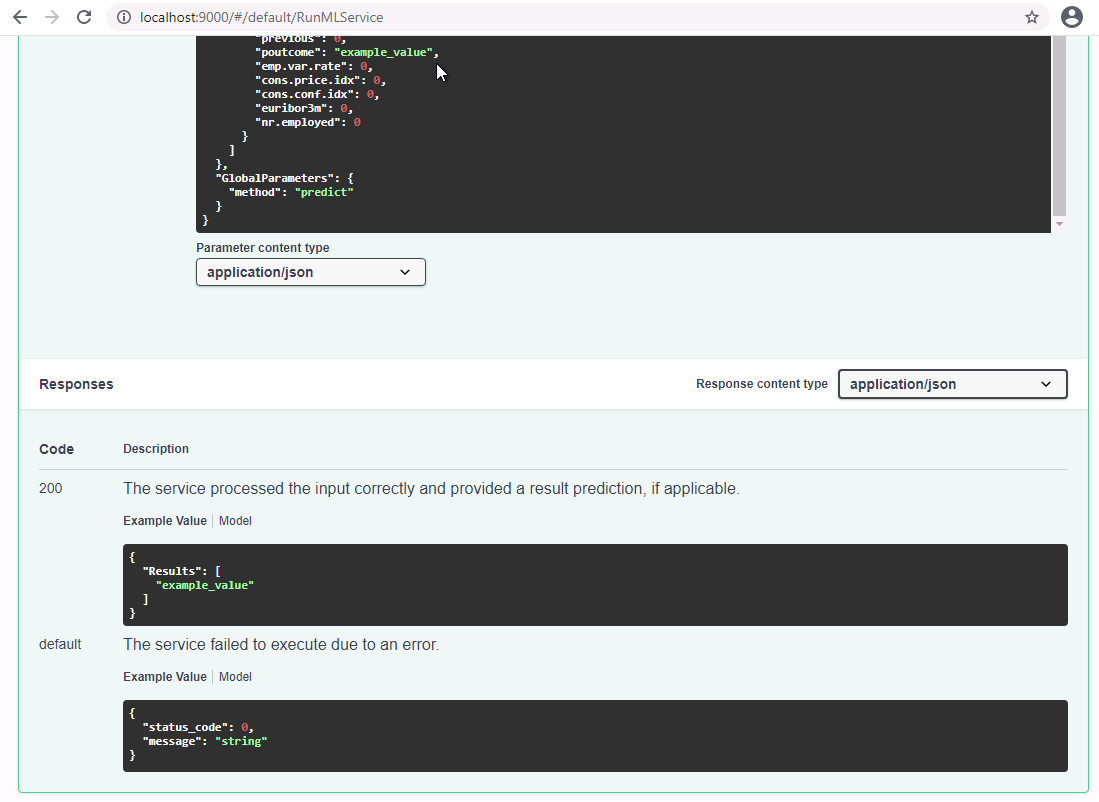 localhost:9000/#/default/RunMLService
"previous": 0,
"poutcome": "example_value",
"emp.var.rate": 0,
"cons.price.idx": 0,
"cons.conf.idx": 0,
"euribor3m": 0,
"nr.employed": 0
}
]
},
"GlobalParameters": {
"method": "predict"
}
}
Parameter content type
application/json
Responses
Response content type
application/json
Code Description
200 The service processed the input correctly and provided a result prediction, if applicable.
Example Value Model
{
"Results": [
"example_value"
]
}
default The service failed to execute due to an error.
Example Value Model
{
"status_code": 0,
"message": "string"
}